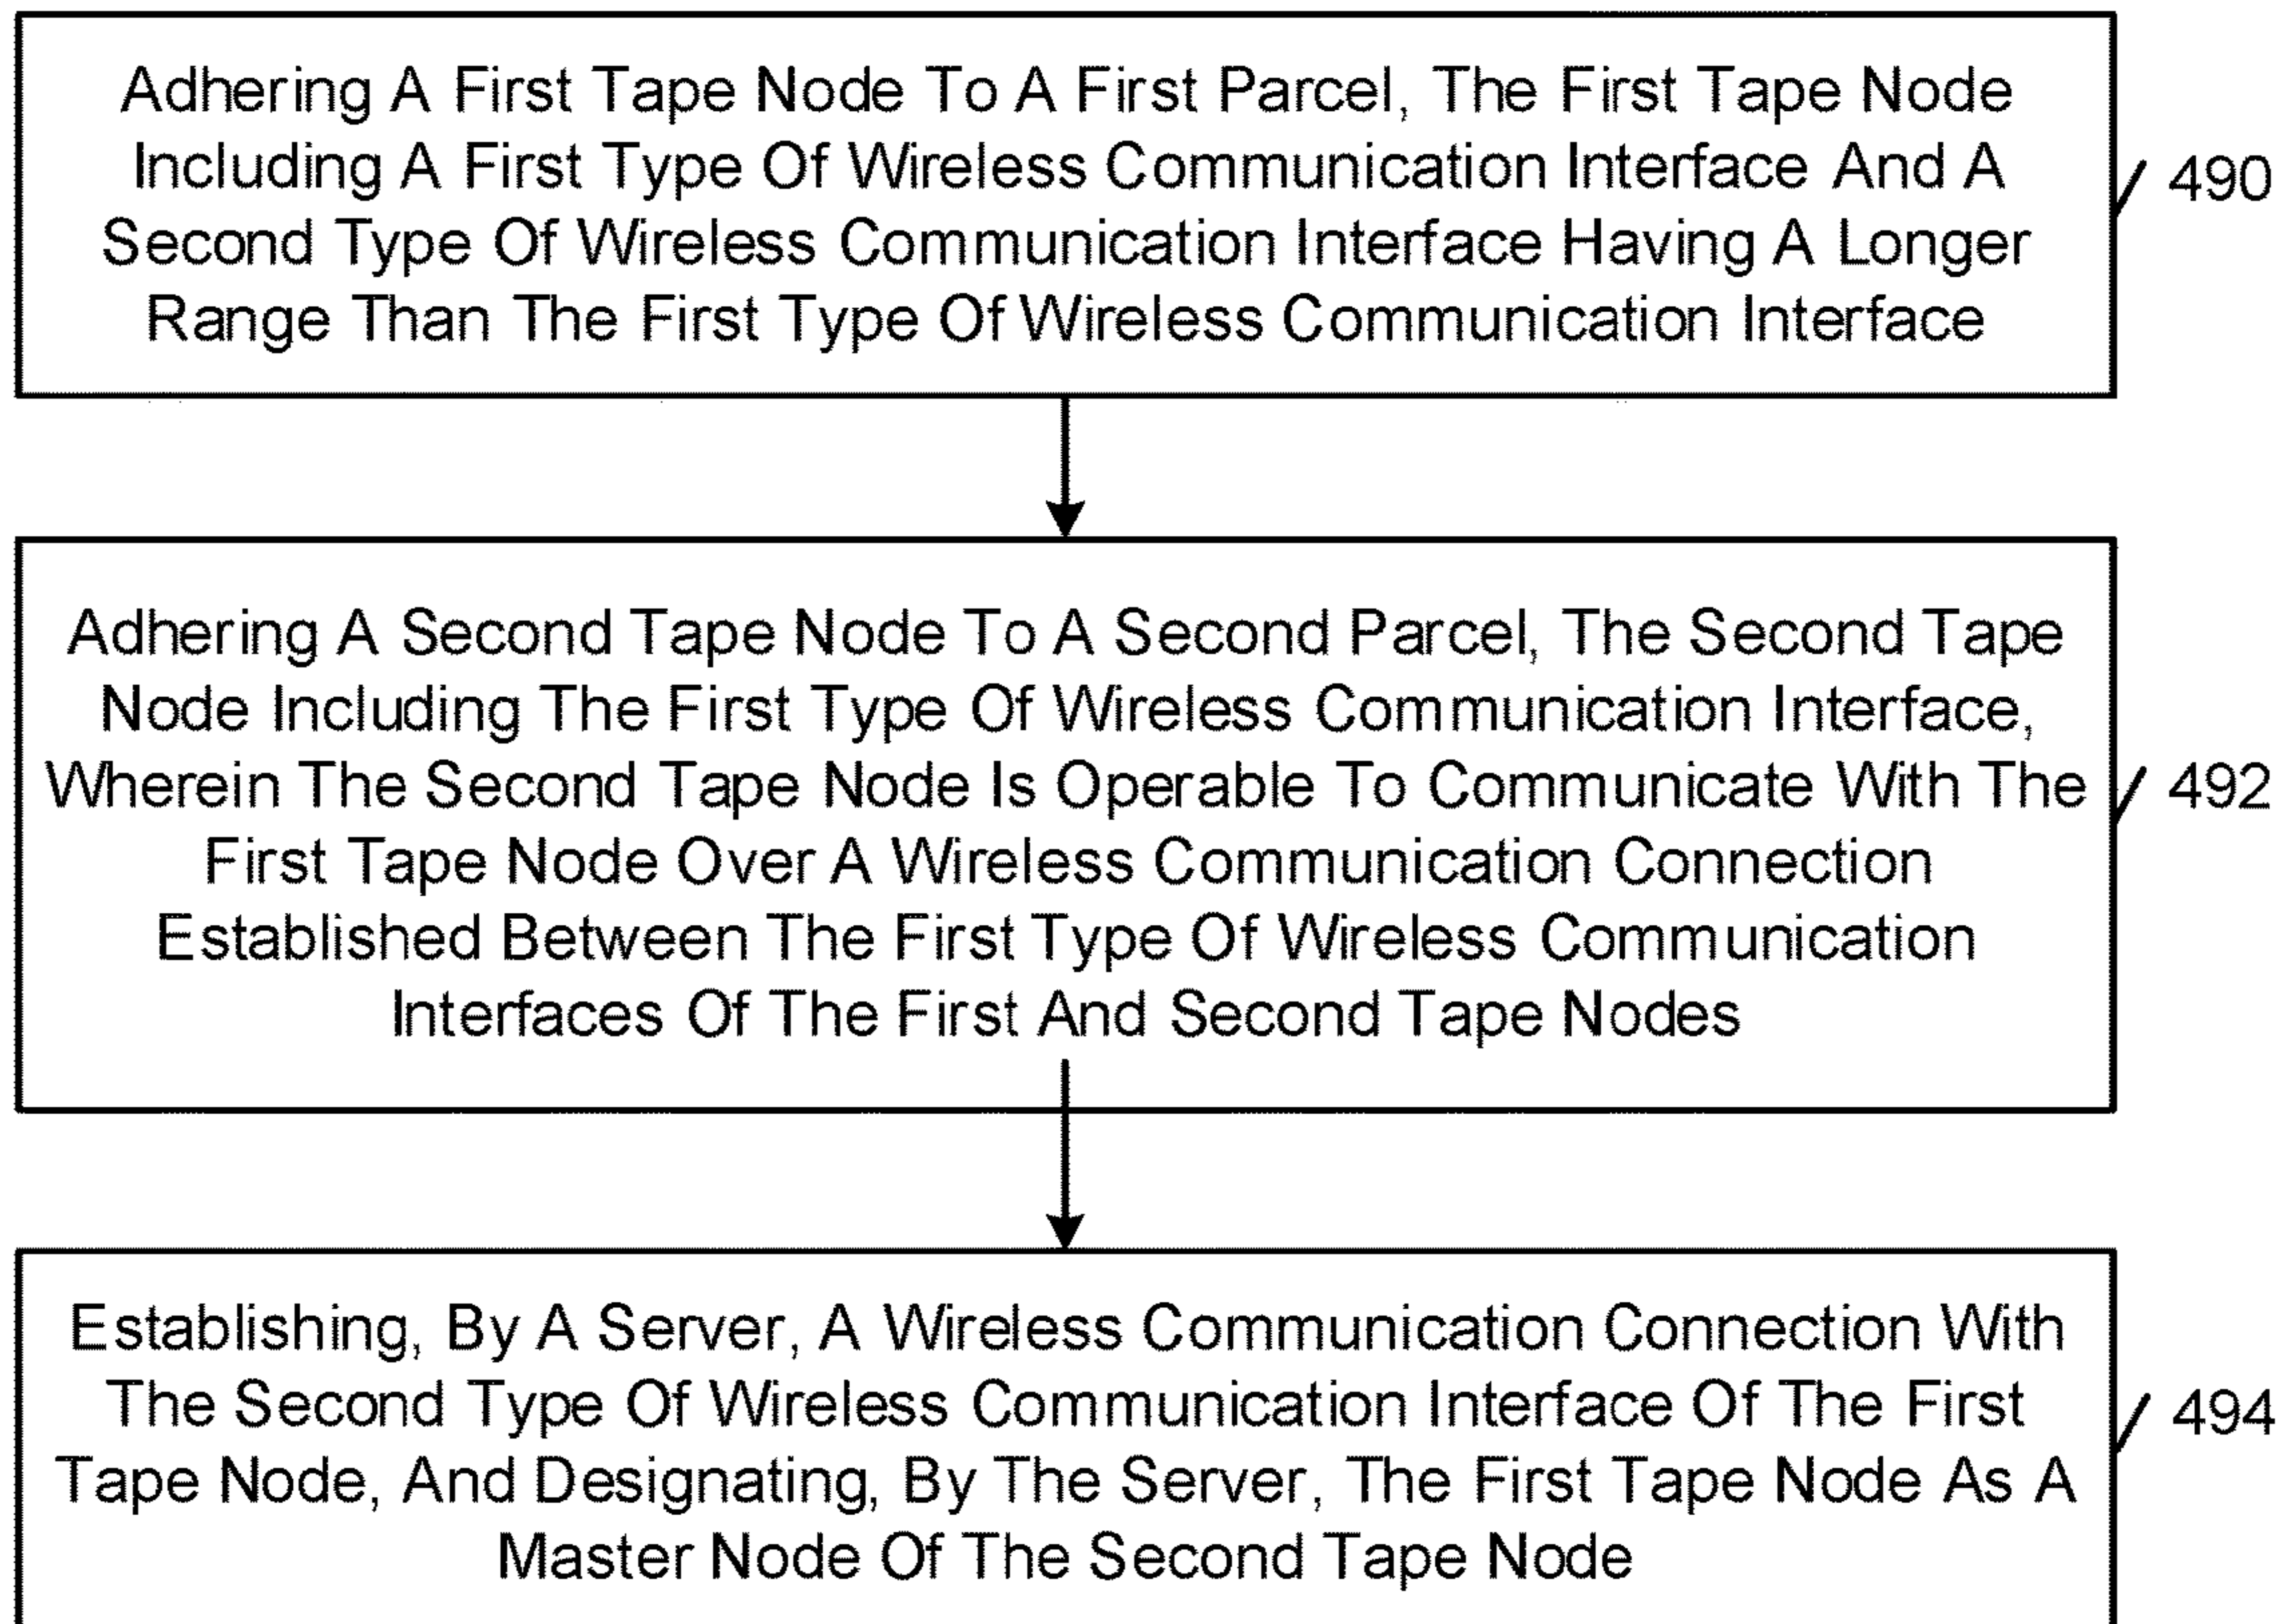 Adhering A First Tape Node To A First Parcel, The First Tape Node
Including A First Type Of Wireless Communication Interface And A
Second Type Of Wireless Communication Interface Having A Longer
Range Than The First Type Of Wireless Communication Interface
490
Adhering A Second Tape Node To A Second Parcel, The Second Tape
Node Including The First Type Of Wireless Communication Interface,
Wherein The Second Tape Node Is Operable To Communicate With The
First Tape Node Over A Wireless Communication Connection
Established Between The First Type Of Wireless Communication
Interfaces Of The First And Second Tape Nodes
492
Establishing, By A Server, A Wireless Communication Connection With
The Second Type Of Wireless Communication Interface Of The First
Tape Node, And Designating, By The Server, The First Tape Node As A
Master Node Of The Second Tape Node
494